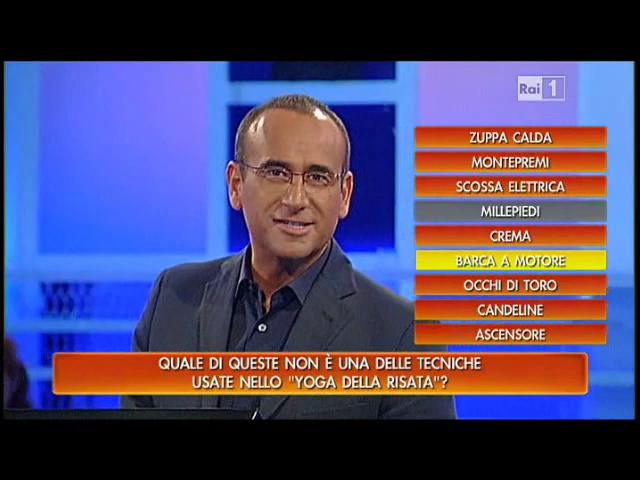 Rai 1
ZUPPA CALDA
MONTEPREMI
SCOSSA ELETTRICA
MILLEPIEDI
CREMA
BARCA A MOTORE
OCCHI DI TORO
CANDELINE
ASCENSORE
QUALE DI QUESTE NON È UNA DELLE TECNICHE
USATE NELLO "YOGA DELLA RISATA"?